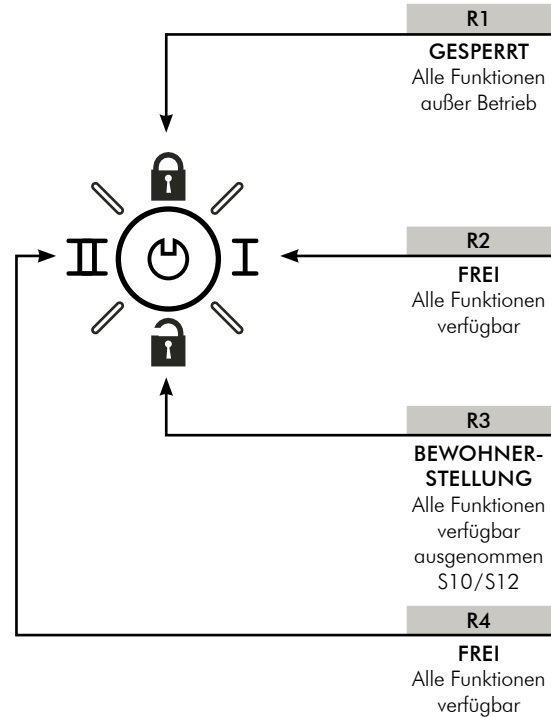 R1
GESPERRT
Alle Funktionen
außer Betrieb
II
I
R2
FREI
Alle Funktionen
verfügbar
R3
BEWOHNER-
STELLUNG
Alle Funktionen
verfügbar
ausgenommen
S10/S12
R4
FREI
Alle Funktionen
verfügbar